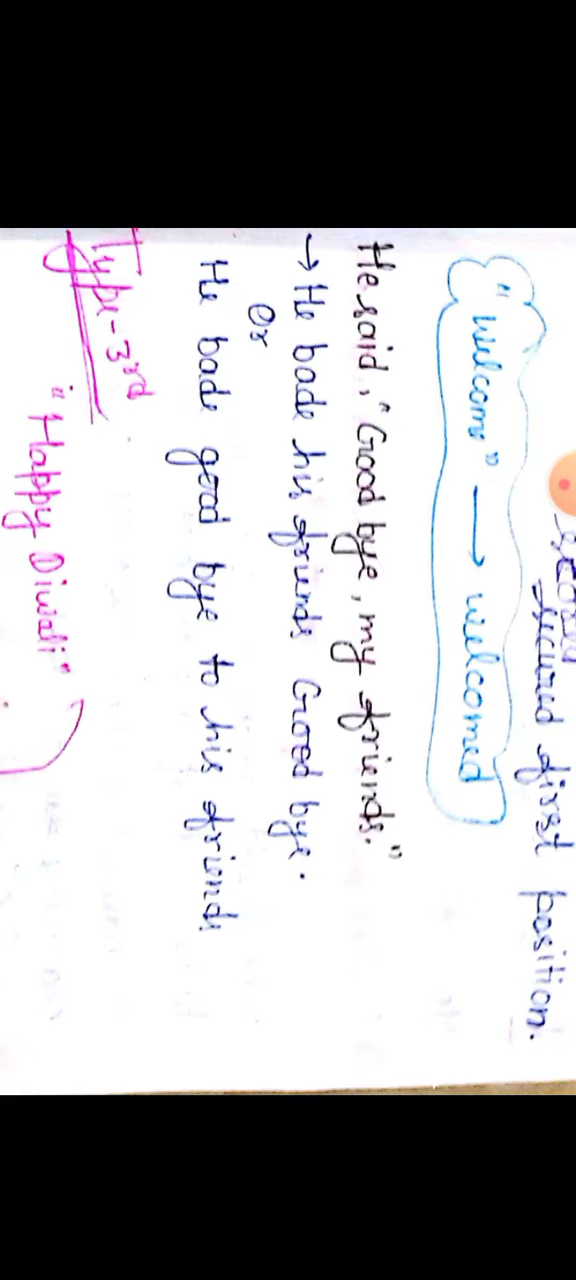 secured first position.
"Welcome" → welcomed
He said, "Good bye, my friends."
→ He bade his friends Good bye.
Or
He bade good bye to his friends
Type-3rd
"Happy Diwali"